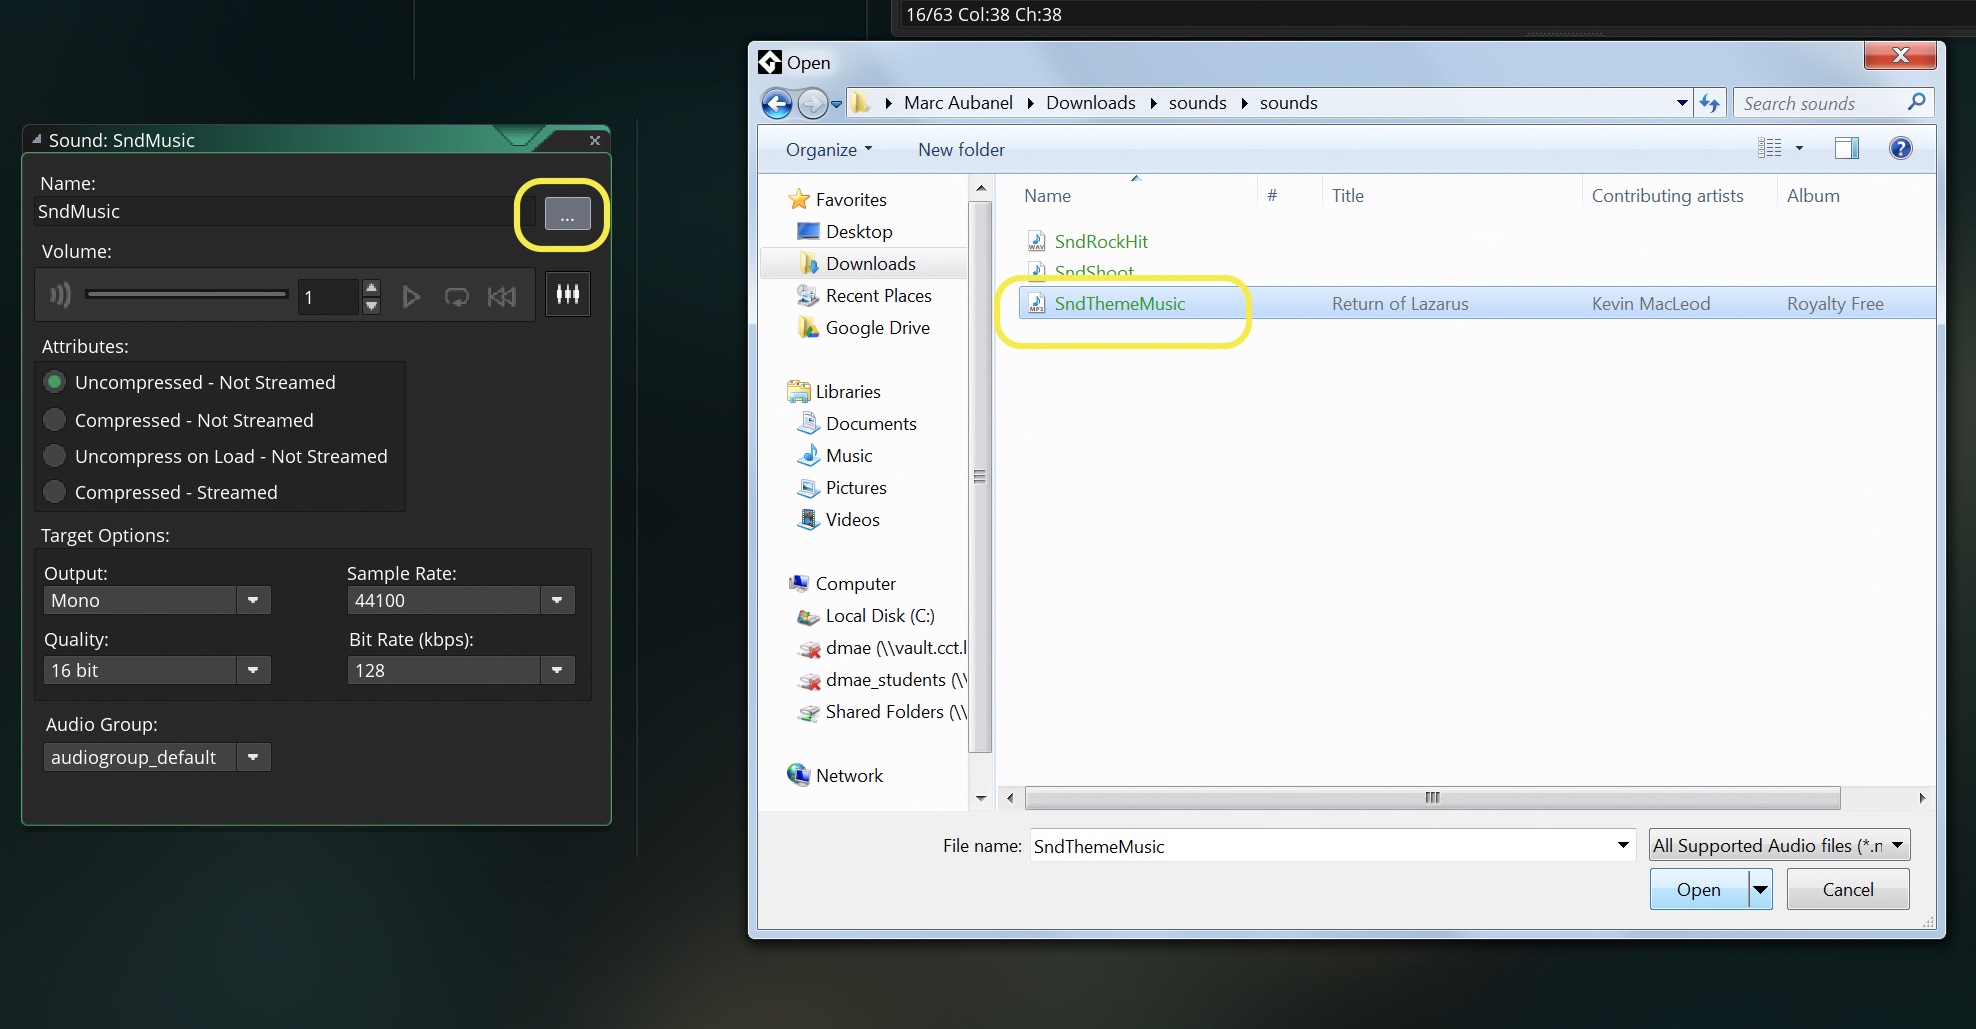 16/63 Col:38 Ch:38
Sound: SndMusic
Name:
SndMusic
...
Volume:
1
Attributes:
Uncompressed - Not Streamed
Compressed - Not Streamed
Uncompress on Load - Not Streamed
Compressed - Streamed
Target Options:
Output:
Sample Rate:
Mono
44100
Quality:
Bit Rate (kbps):
16 bit
128
Audio Group:
audiogroup_default
Open
Marc Aubanel Downloads sounds sounds
Search sounds
Organize
New folder
Favorites
Desktop
Downloads
Recent Places
Google Drive
Libraries
Documents
Music
Pictures
Videos
Computer
Local Disk (C:)
dmae (\\vault.cct.l
dmae_students (\\
Shared Folders (\\
Network
Name # Title Contributing artists Album
SndRockHit
SndShoot
SndThemeMusic Return of Lazarus Kevin MacLeod Royalty Free
File name: SndThemeMusic
All Supported Audio files (*.m
Open
Cancel